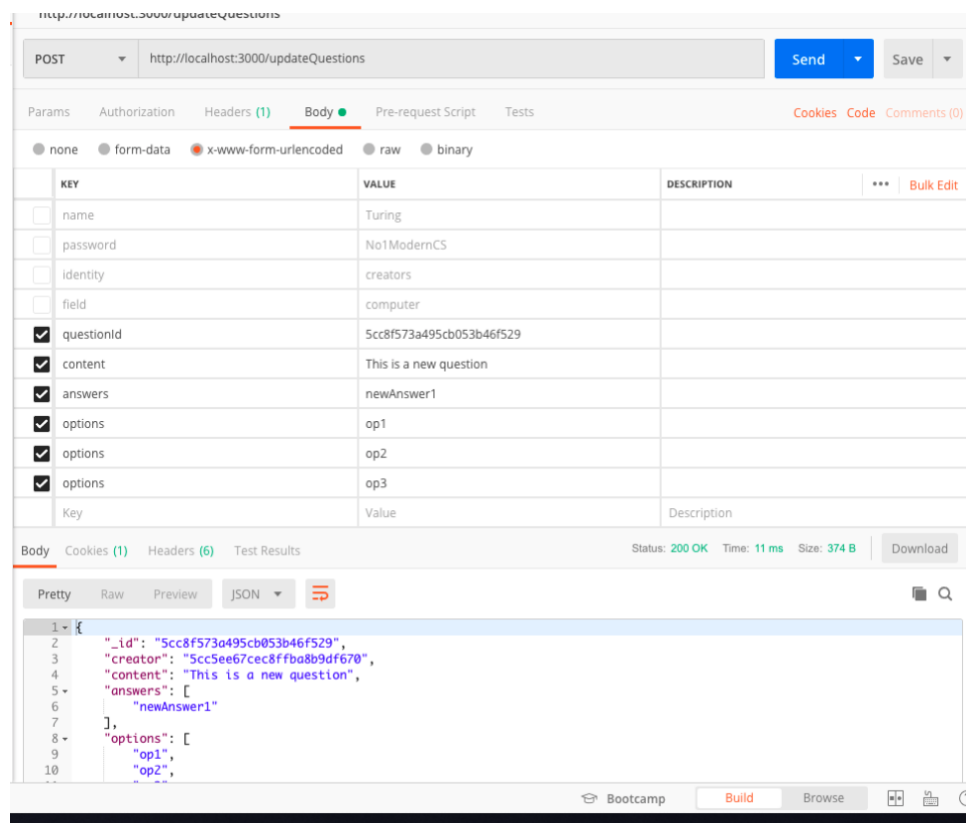 http://localhost:3000/updateQuestions
POST http://localhost:3000/updateQuestions Send Save
Params Authorization Headers (1) Body Pre-request Script Tests Cookies Code Comments (0)
none form-data x-www-form-urlencoded raw binary
KEY VALUE DESCRIPTION ••• Bulk Edit
name Turing
password No1ModernCS
identity creators
field computer
questionId 5cc8f573a495cb053b46f529
content This is a new question
answers newAnswer1
options op1
options op2
options op3
Key Value Description
Body Cookies (1) Headers (6) Test Results Status: 200 OK Time: 11 ms Size: 374 B Download
Pretty Raw Preview JSON
1 {
2 "_id": "5cc8f573a495cb053b46f529",
3 "creator": "5cc5ee67cec8ffba8b9df670",
4 "content": "This is a new question",
5 "answers": [
6 "newAnswer1"
7 ],
8 "options": [
9 "op1",
10 "op2",
Bootcamp Build Browse